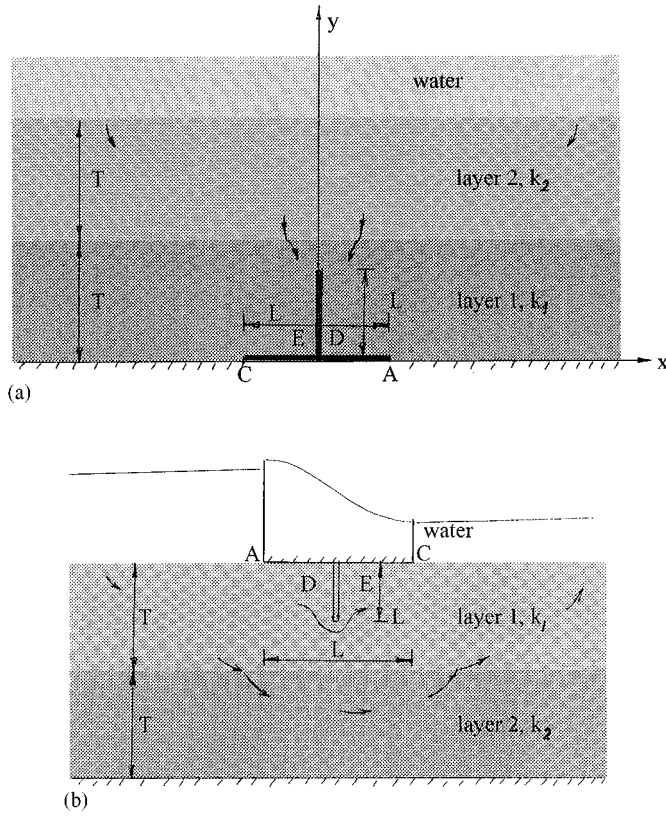 y
water
T
layer 2, k₂
T
L
L
layer 1, k₁
E
D
C
A
x
(a)
water
A
C
D
E
T
L
layer 1, k₁
L
T
layer 2, k₂
(b)